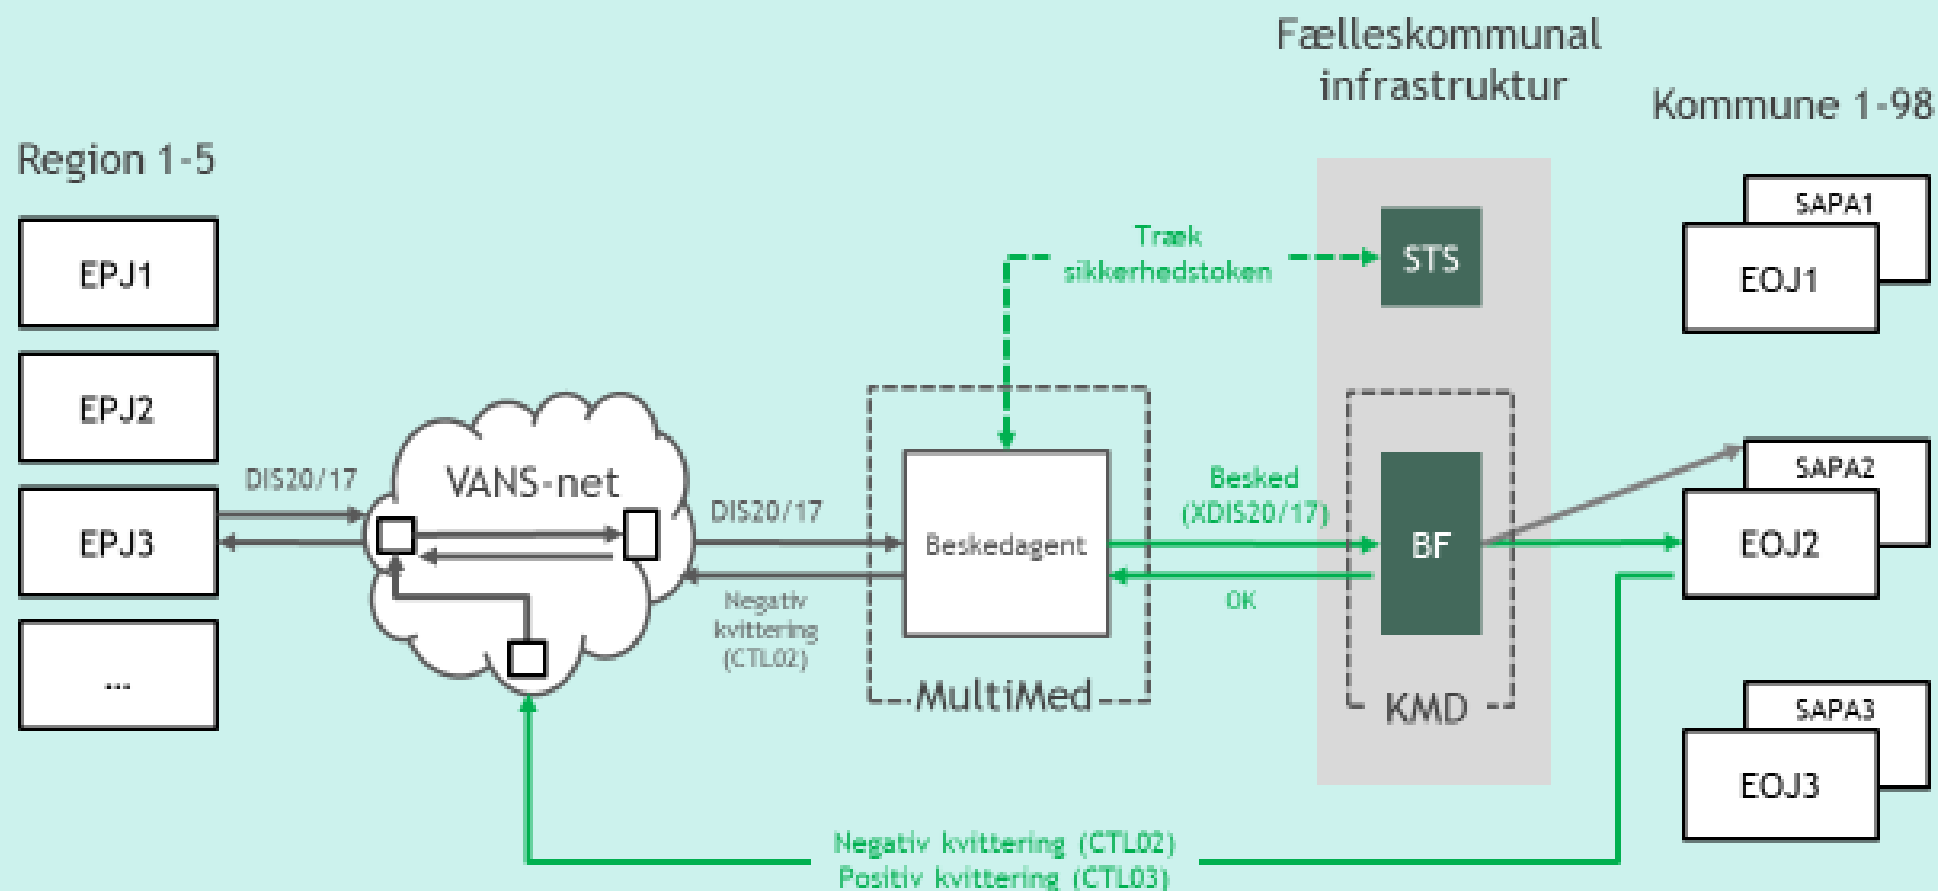 Fælleskommunal
infrastruktur
Kommune 1-98
Region 1-5
EPJ1
EPJ2
EPJ3
...
DIS20/17
VANS-net
DIS20/17
Negativ
kvittering
(CTL02)
Træk
sikkerhedstoken
Beskedagent
MultiMed
Besked
(XDIS20/17)
OK
STS
BF
KMD
SAPA1
EOJ1
SAPA2
EOJ2
SAPA3
EOJ3
Negativ kvittering (CTL02)
Positiv kvittering (CTL03)